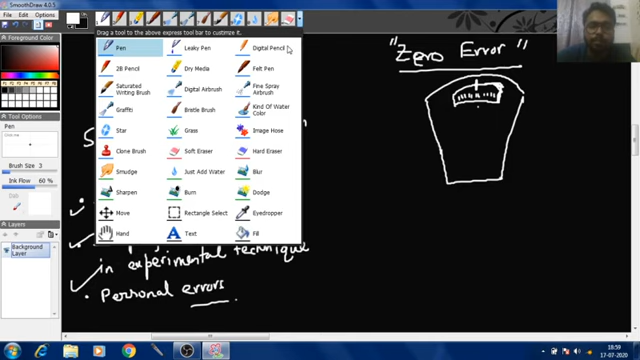 SmoothDraw 4.0.5
Drag a tool to the above express tool bar to custimize it.
Foreground Color
Pen Leaky Pen Digital Pencil
2B Pencil Dry Media Felt Pen
Saturated Writing Brush Digital Airbrush Fine Spray Airbrush
Graffiti Bristle Brush Kind Of Water Color
Star Grass Image Hose
Clone Brush Soft Eraser Hard Eraser
Smudge Just Add Water Blur
Sharpen Burn Dodge
Move Rectangle Select Eyedropper
Hand Text Fill
Tool Options
Pen
Brush Size 3
Ink Flow 60 %
Layers
Background Layer
"Zero Error"
S
in experimental technique
Personal errors.
18:59
17-07-2020